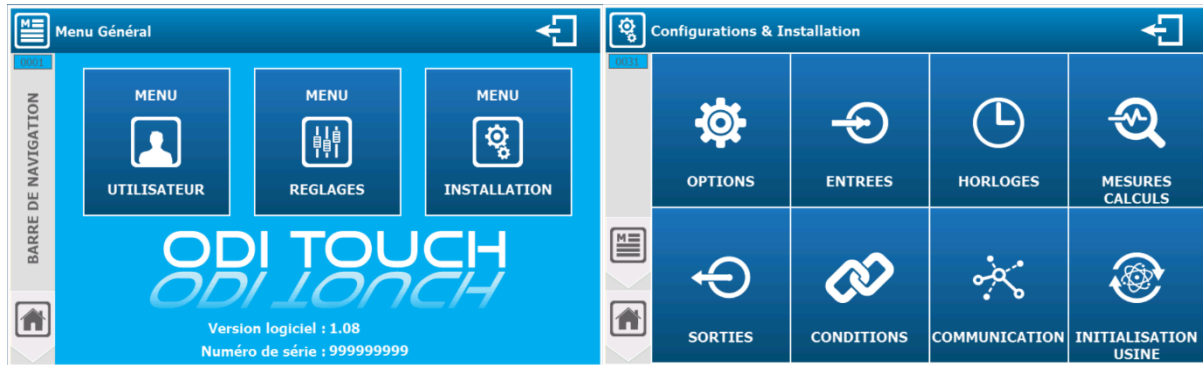 Menu Général
0001
BARRE DE NAVIGATION
MENU
UTILISATEUR
MENU
REGLAGES
MENU
INSTALLATION
ODI TOUCH
Version logiciel : 1.08
Numéro de série : 999999999
Configurations & Installation
0031
OPTIONS
ENTREES
HORLOGES
MESURES
CALCULS
SORTIES
CONDITIONS
COMMUNICATION
INITIALISATION
USINE